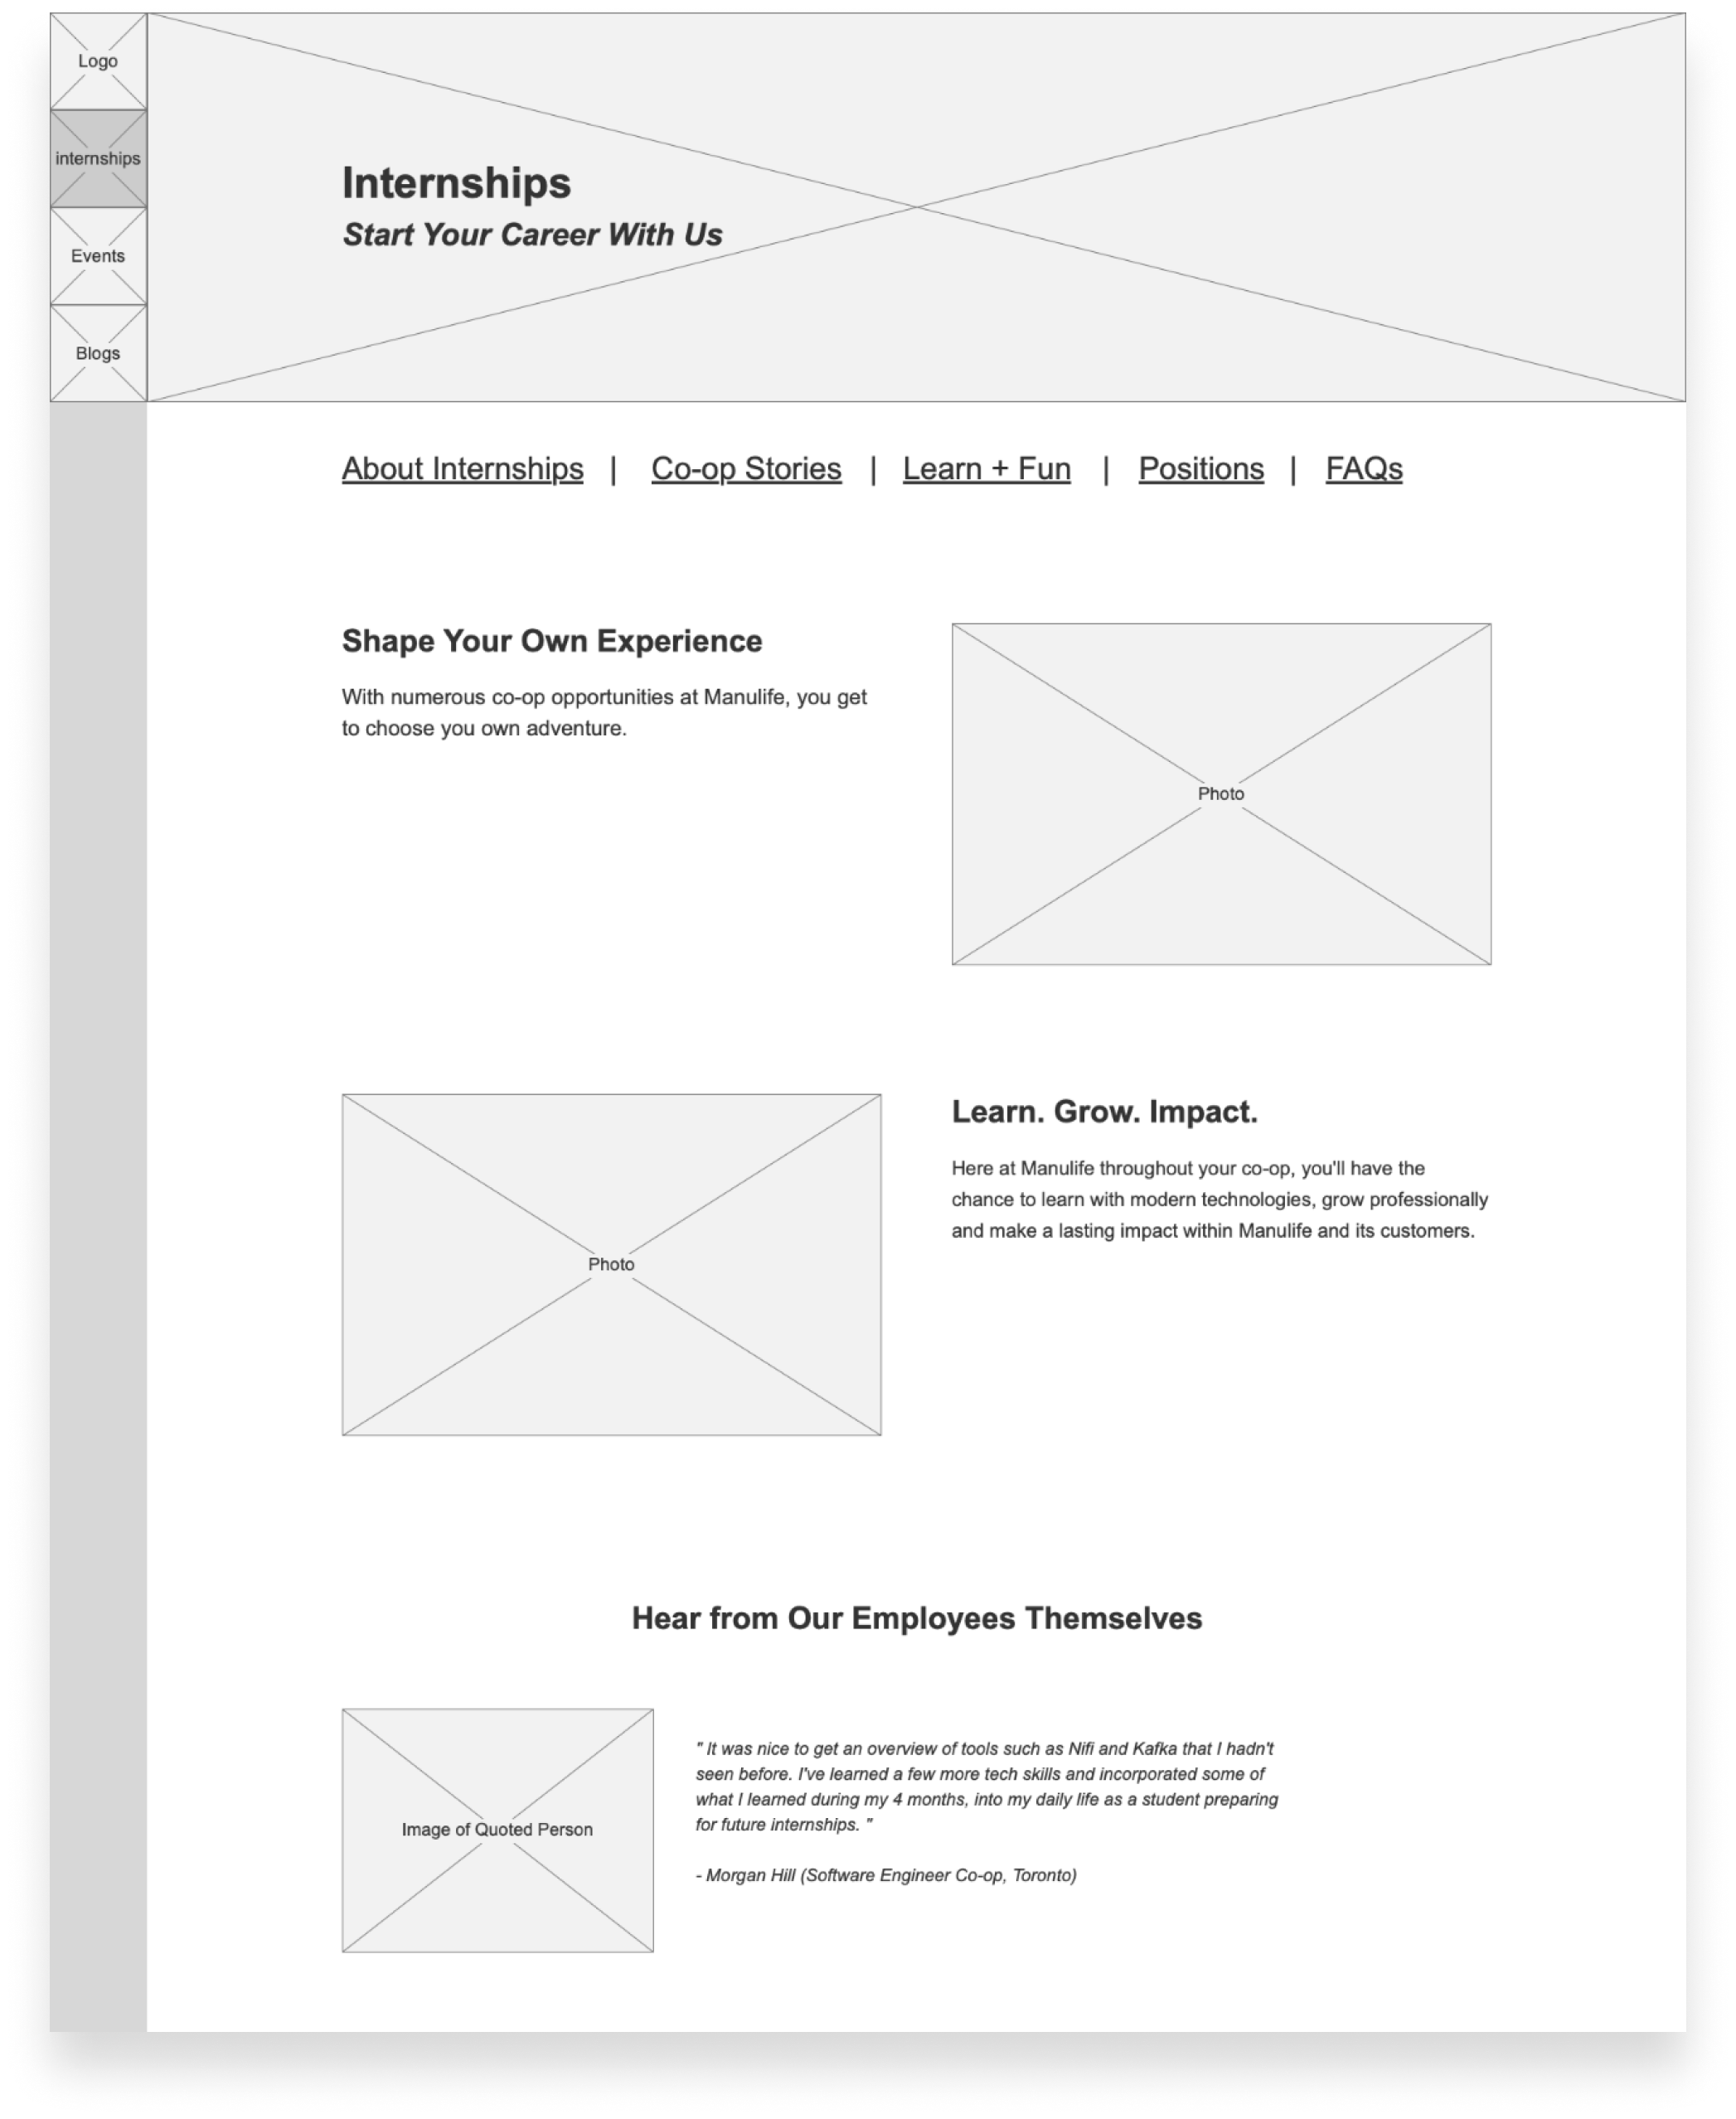 Logo
internships
Events
Blogs
Internships
Start Your Career With Us
About Internships | Co-op Stories | Learn + Fun | Positions | FAQs
Shape Your Own Experience
With numerous co-op opportunities at Manulife, you get
to choose you own adventure.
Photo
Photo
Learn. Grow. Impact.
Here at Manulife throughout your co-op, you'll have the
chance to learn with modern technologies, grow professionally
and make a lasting impact within Manulife and its customers.
Hear from Our Employees Themselves
Image of Quoted Person
" It was nice to get an overview of tools such as Nifi and Kafka that I hadn't
seen before. I've learned a few more tech skills and incorporated some of
what I learned during my 4 months, into my daily life as a student preparing
for future internships. "
- Morgan Hill (Software Engineer Co-op, Toronto)